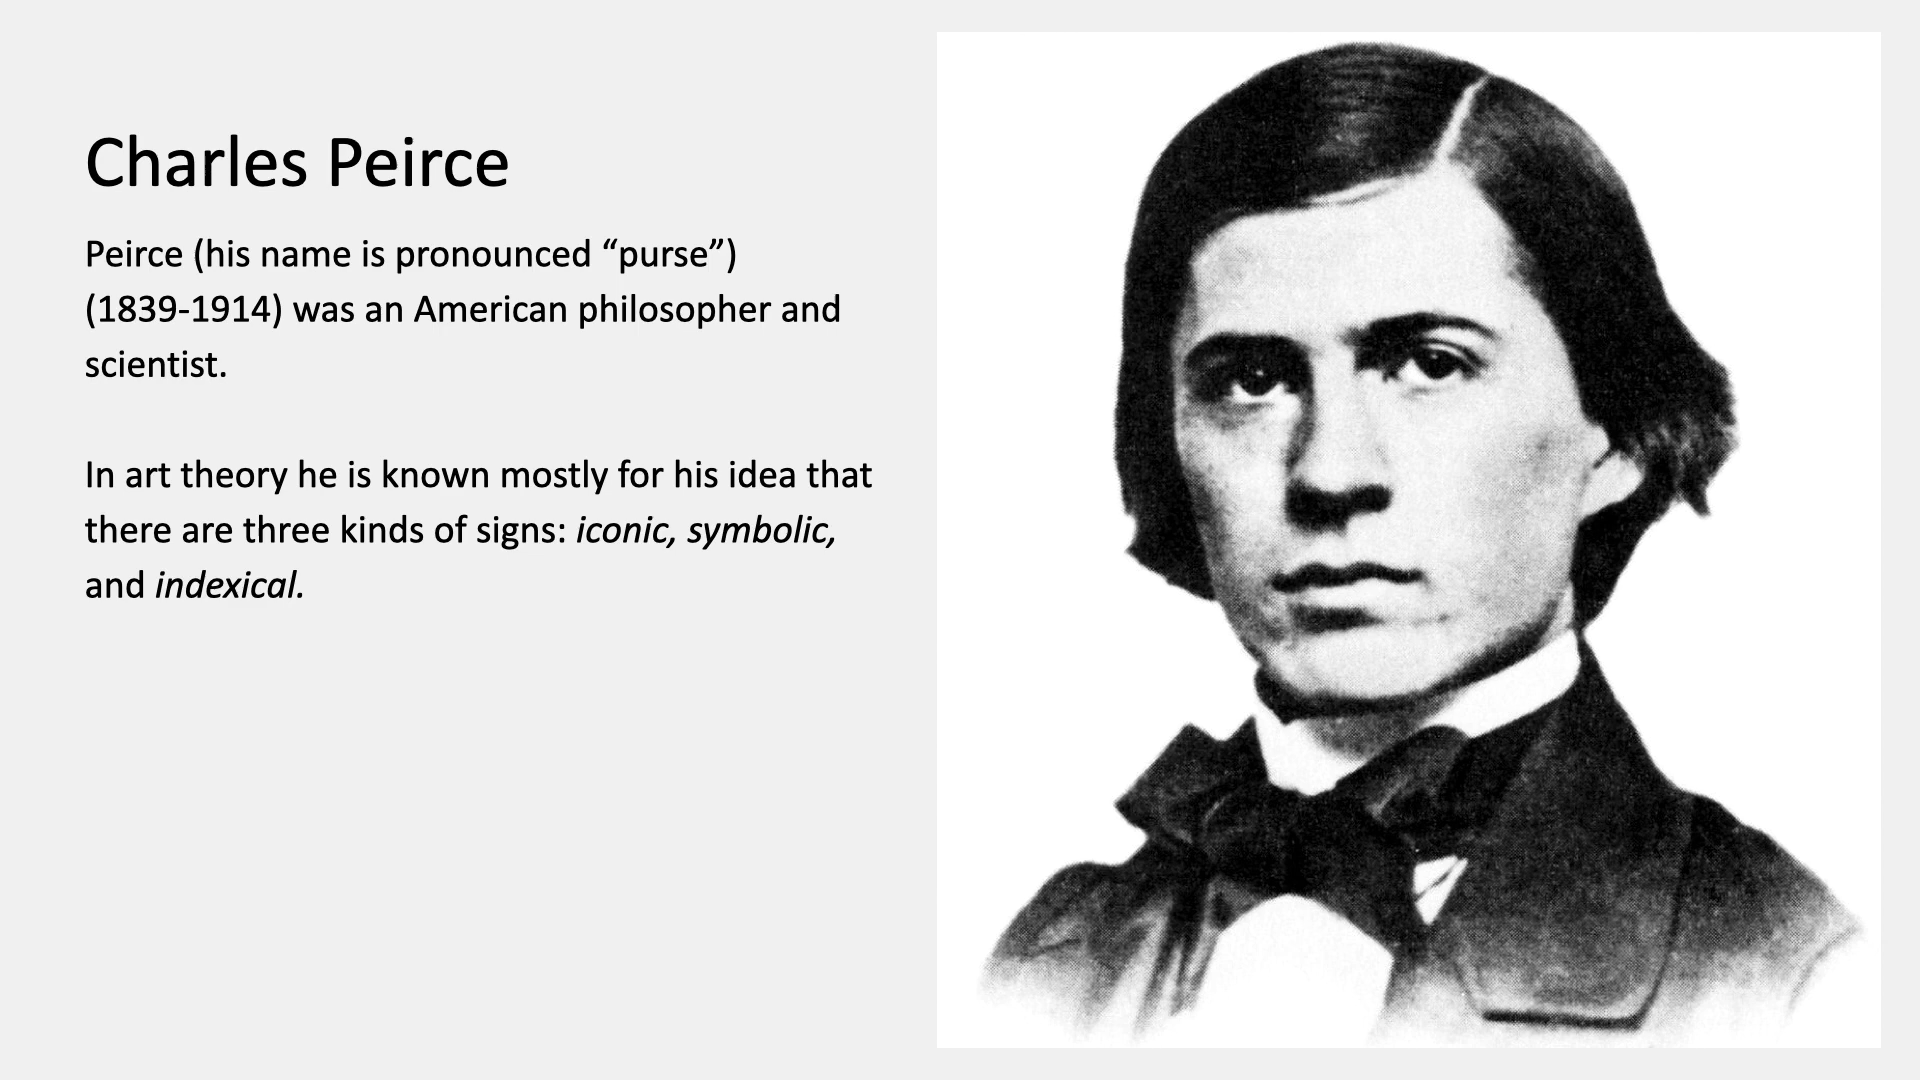 Charles Peirce
Peirce (his name is pronounced “purse”)
(1839-1914) was an American philosopher and
scientist.
In art theory he is known mostly for his idea that
there are three kinds of signs: iconic, symbolic,
and indexical.